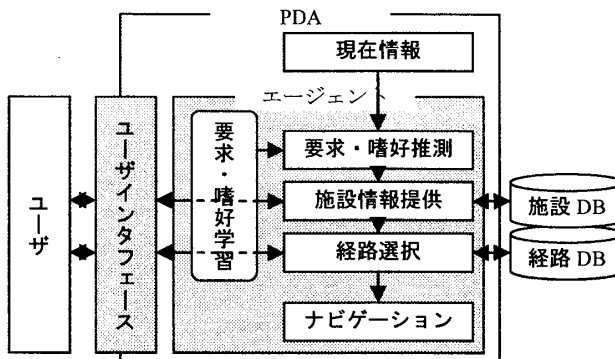 PDA
現在情報
エージェント
ユーザ
ユーザインタフェース
要求・嗜好学習
要求・嗜好推測
施設情報提供
経路選択
ナビゲーション
施設 DB
経路 DB